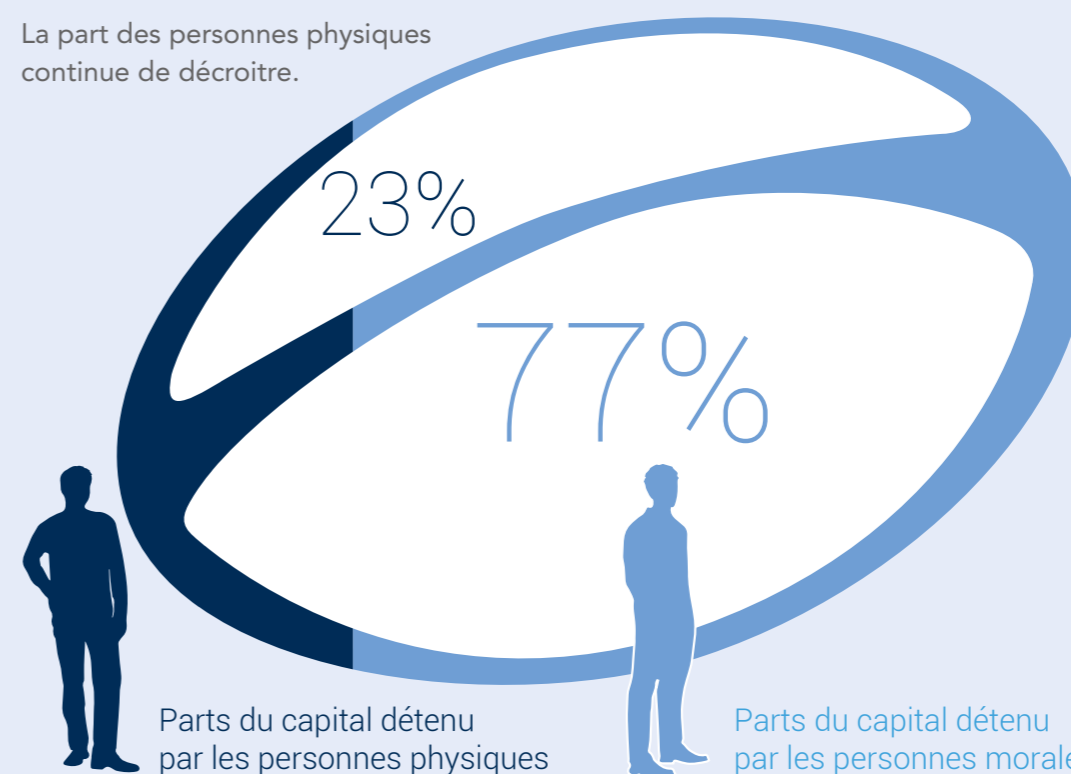 La part des personnes physiques
continue de décroitre.
23%
77%
Parts du capital détenu
par les personnes physiques
Parts du capital détenu
par les personnes morale